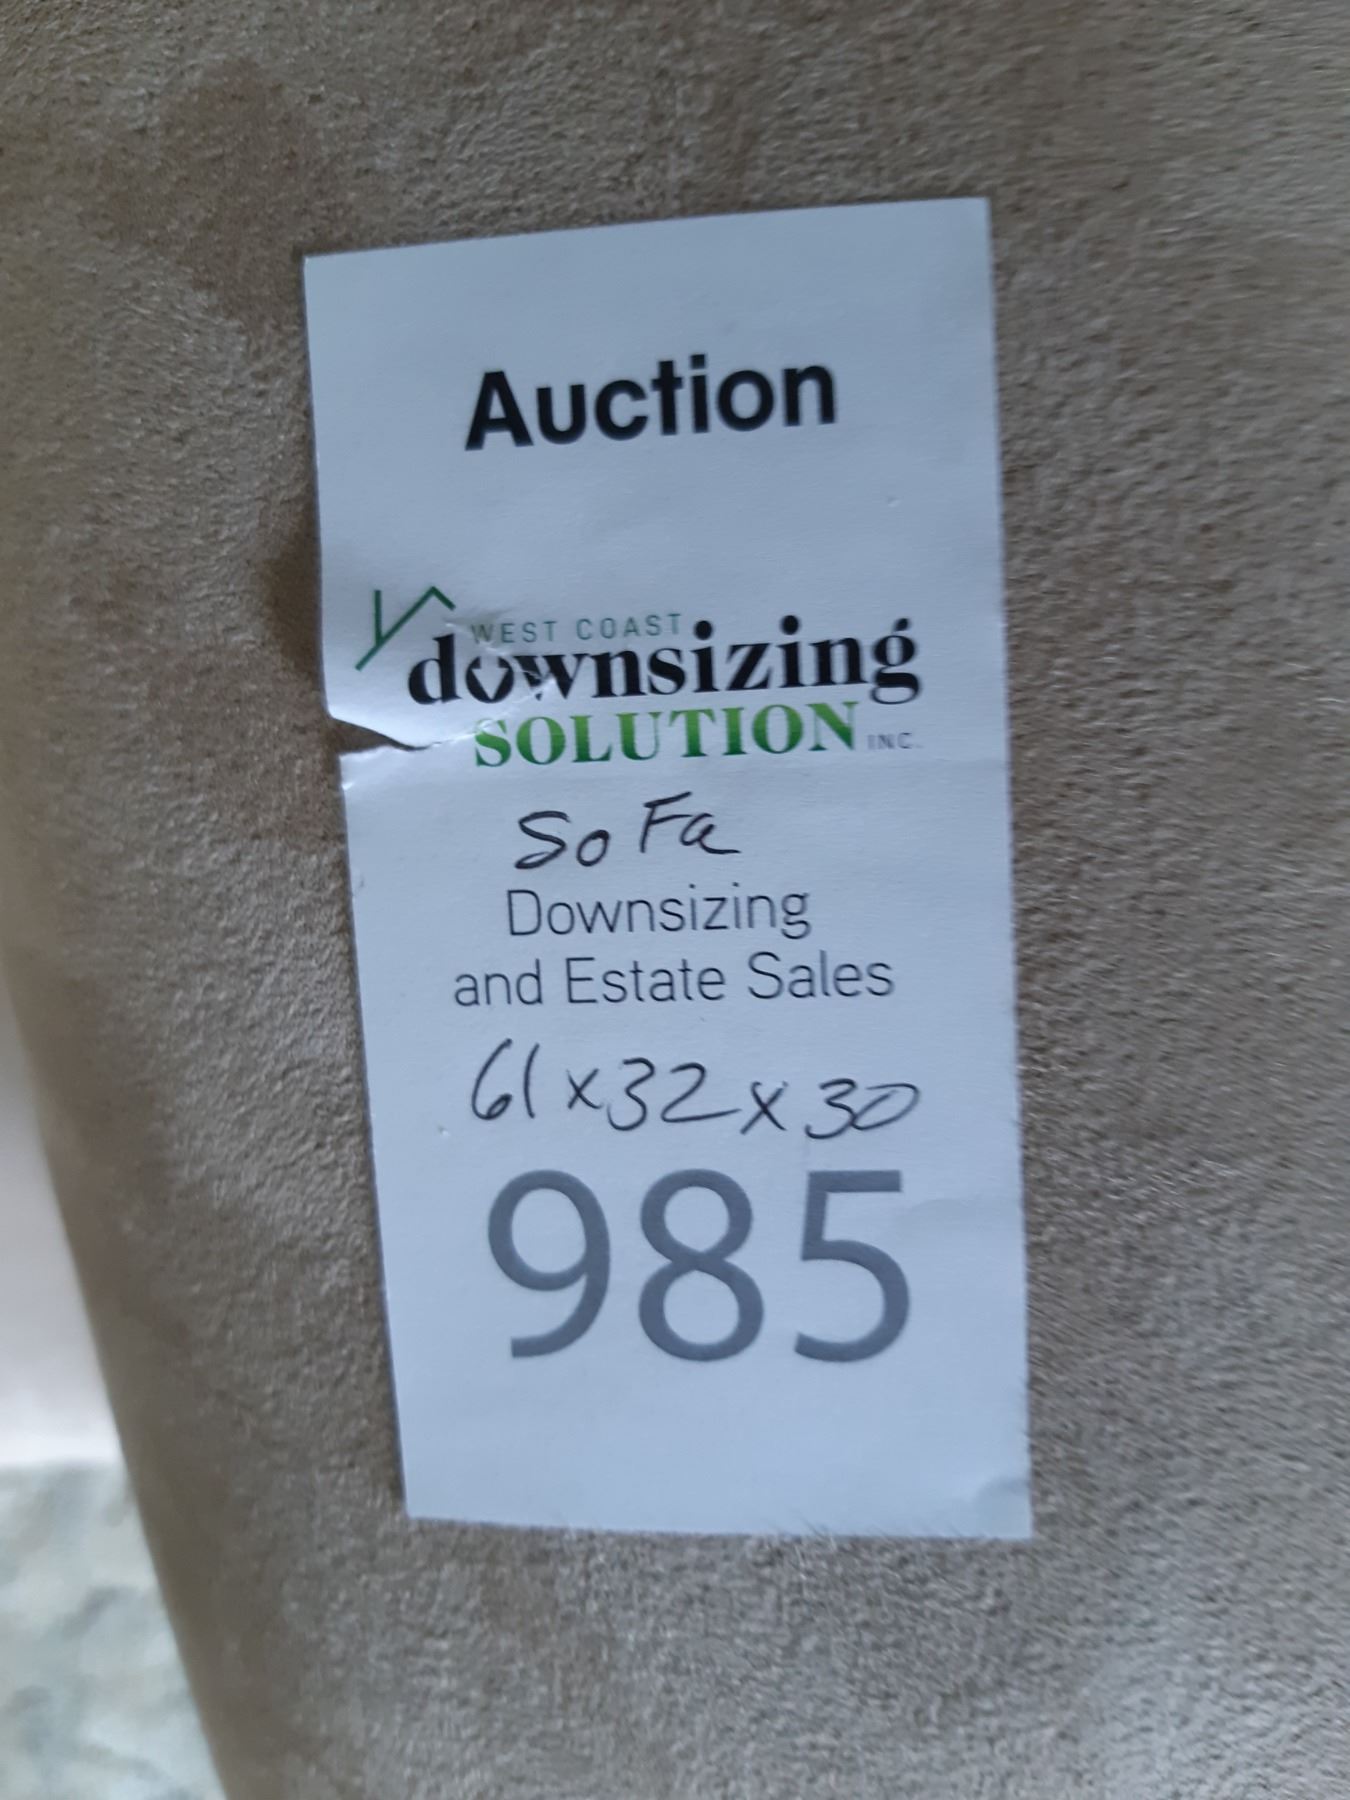 Auction
WEST COAST
downsizing
SOLUTION INC.
SoFa
Downsizing
and Estate Sales
61x32x30
985